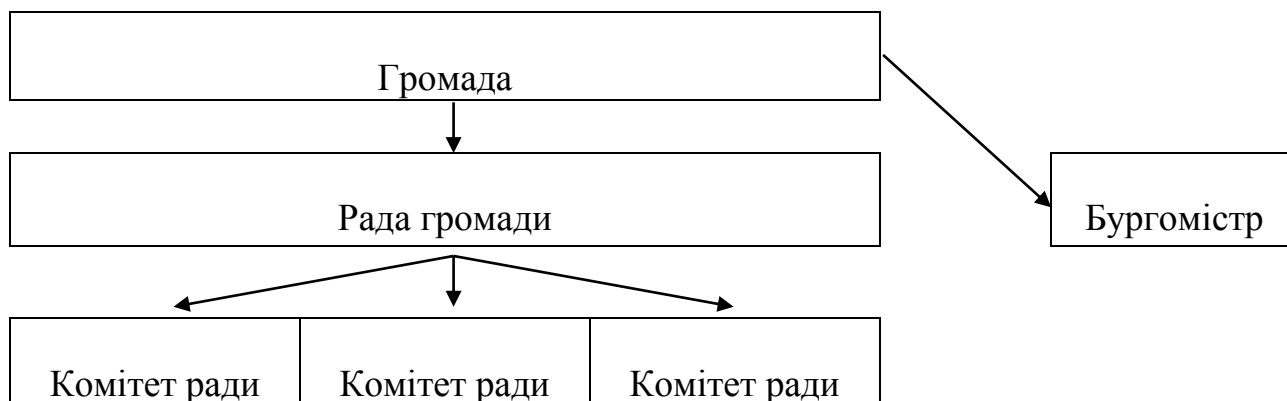 Громада
Рада громади
Бургомістр
Комітет ради
Комітет ради
Комітет ради